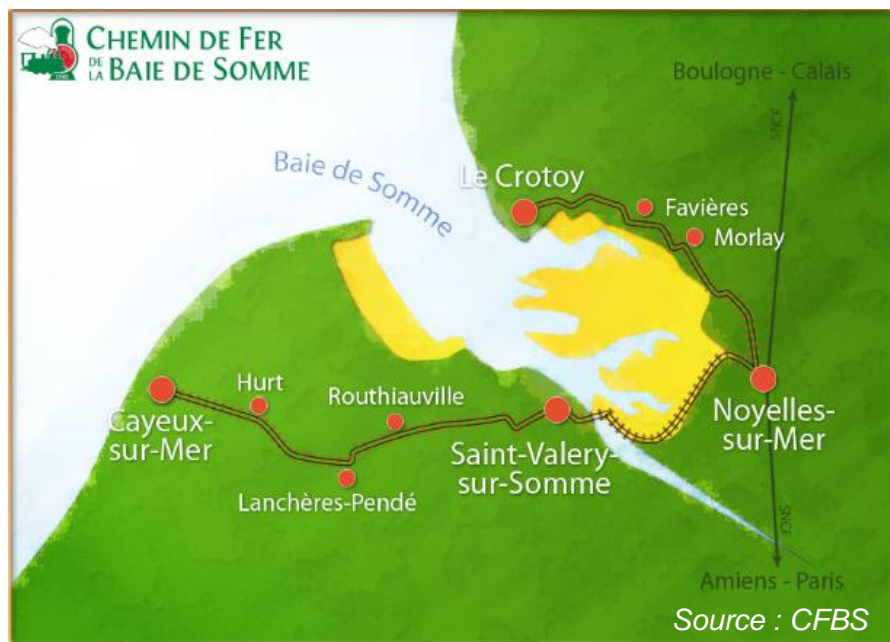 CHEMIN DE FER
DE LA BAIE DE SOMME
CFBS
Boulogne - Calais
SNCF
Baie de Somme
Le Crotoy
Favières
Morlay
Hurt
Routhiauville
Cayeux-
sur-Mer
Noyelles-
sur-Mer
Saint-Valery-
sur-Somme
Lanchères-Pendé
SNCF
Amiens - Paris
Source : CFBS